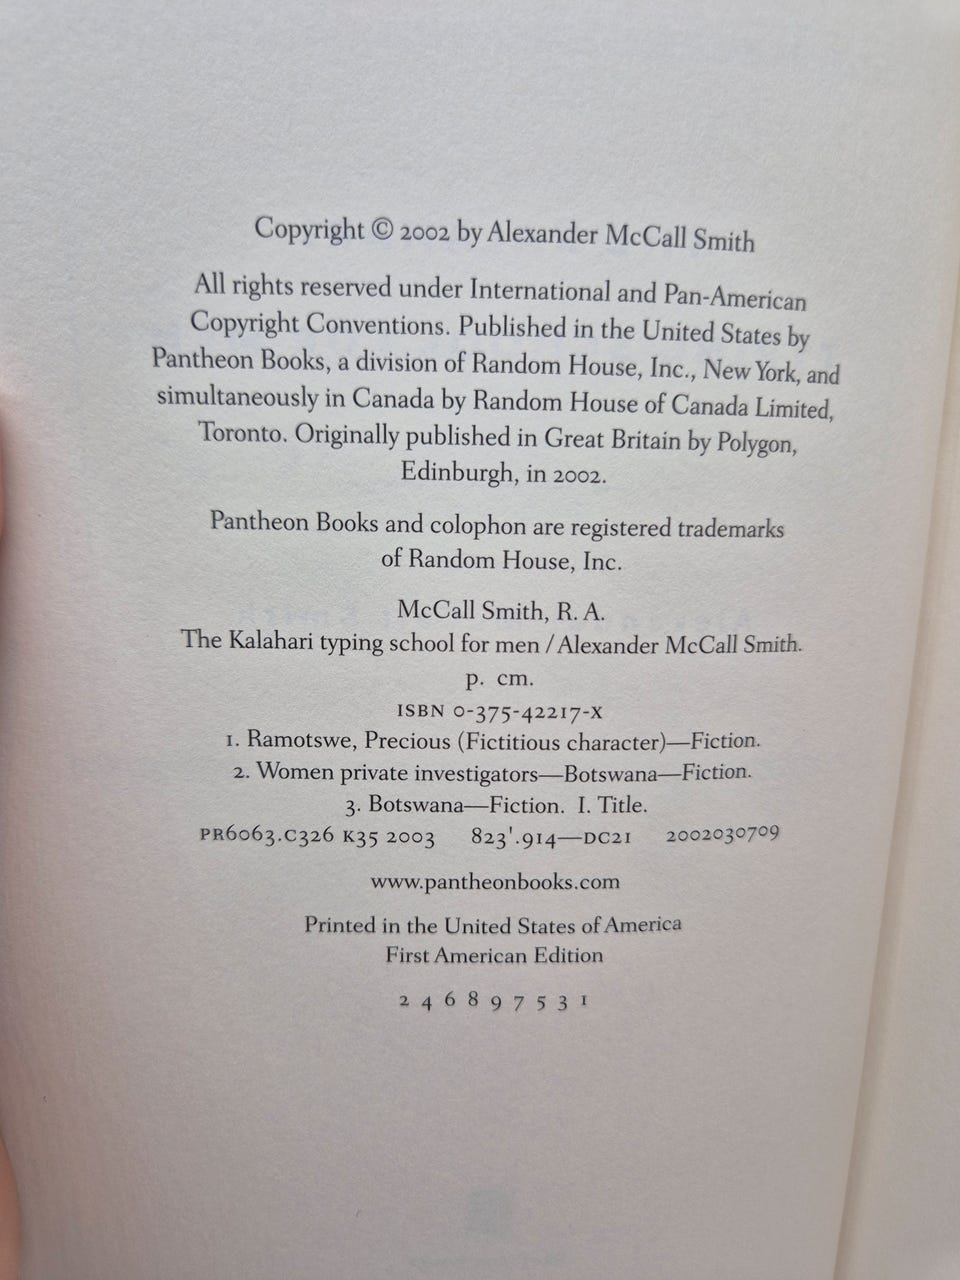 Copyright © 2002 by Alexander McCall Smith
All rights reserved under International and Pan-American
Copyright Conventions. Published in the United States by
Pantheon Books, a division of Random House, Inc., New York, and
simultaneously in Canada by Random House of Canada Limited,
Toronto. Originally published in Great Britain by Polygon,
Edinburgh, in 2002.
Pantheon Books and colophon are registered trademarks
of Random House, Inc.
McCall Smith, R. A.
The Kalahari typing school for men / Alexander McCall Smith.
p. cm.
ISBN 0-375-42217-X
1. Ramotswe, Precious (Fictitious character)—Fiction.
2. Women private investigators—Botswana—Fiction.
3. Botswana—Fiction. I. Title.
PR6063.C326 K35 2003 823'.914—DC21 2002030709
www.pantheonbooks.com
Printed in the United States of America
First American Edition
2 4 6 8 9 7 5 3 1